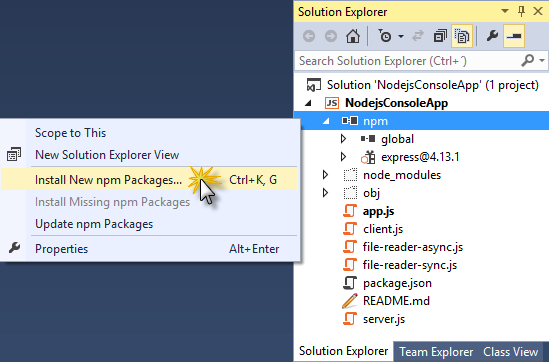 Solution Explorer
Search Solution Explorer (Ctrl+´)
Solution 'NodejsConsoleApp' (1 project)
JS NodejsConsoleApp
npm
global
express@4.13.1
node_modules
obj
app.js
client.js
file-reader-async.js
file-reader-sync.js
package.json
README.md
server.js
Solution Explorer Team Explorer Class View
Scope to This
New Solution Explorer View
Install New npm Packages... Ctrl+K, G
Install Missing npm Packages
Update npm Packages
Properties Alt+Enter